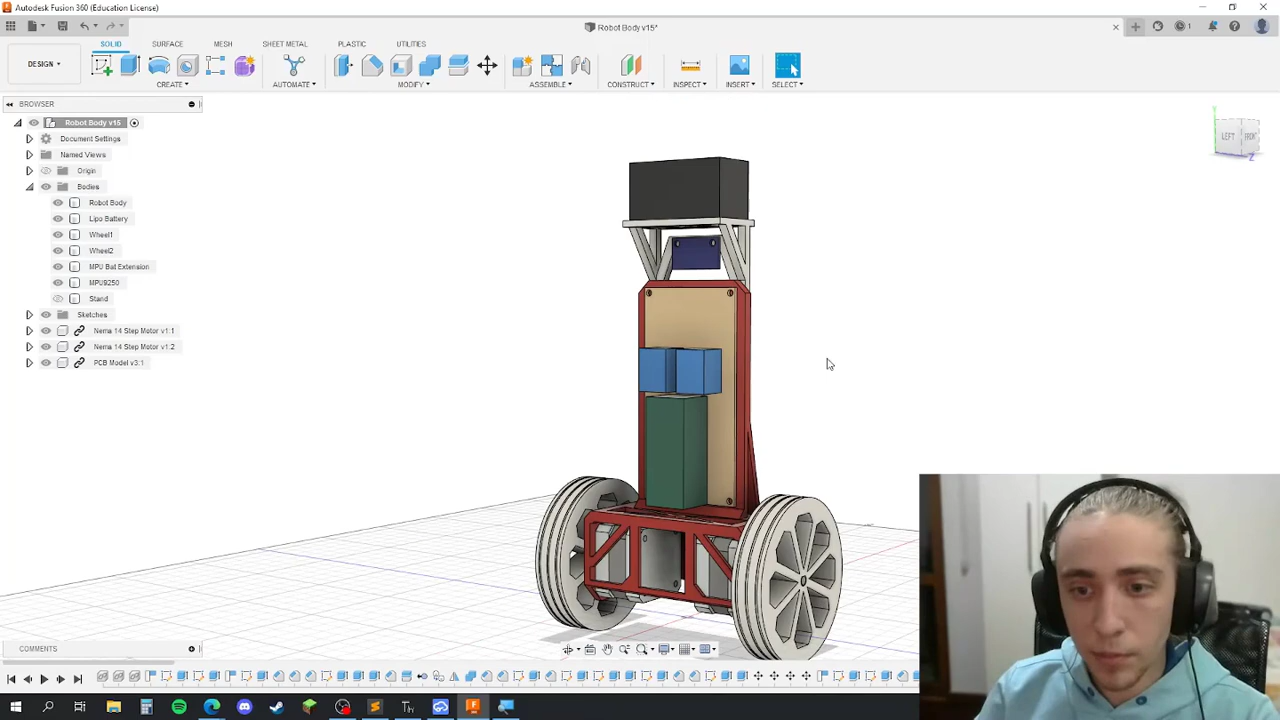 Autodesk Fusion 360 (Education License)
Robot Body v15*
1
SOLID SURFACE MESH SHEET METAL PLASTIC UTILITIES
DESIGN
CREATE AUTOMATE MODIFY ASSEMBLE CONSTRUCT INSPECT INSERT SELECT
BROWSER
Robot Body v15
Document Settings
Named Views
Origin
Bodies
Robot Body
Lipo Battery
Wheel1
Wheel2
MPU Bat Extension
MPU9250
Stand
Sketches
Nema 14 Step Motor v1:1
Nema 14 Step Motor v1:2
PCB Model v3:1
LEFT
Z
COMMENTS
Th
F